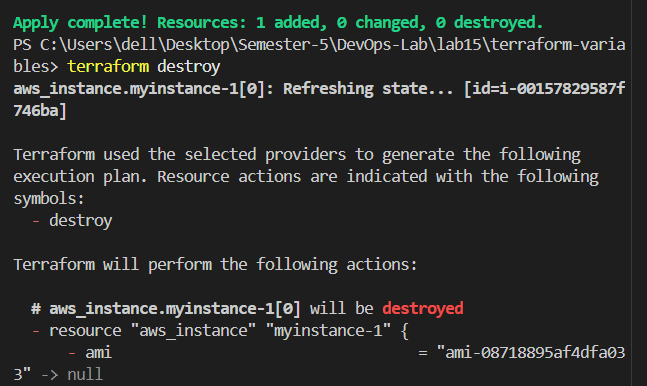 Apply complete! Resources: 1 added, 0 changed, 0 destroyed.
PS C:\Users\dell\Desktop\Semester-5\DevOps-Lab\lab15\terraform-varia
bles> terraform destroy
aws_instance.myinstance-1[0]: Refreshing state... [id=i-00157829587f
746ba]
Terraform used the selected providers to generate the following
execution plan. Resource actions are indicated with the following
symbols:
- destroy
Terraform will perform the following actions:
# aws_instance.myinstance-1[0] will be destroyed
- resource "aws_instance" "myinstance-1" {
- ami = "ami-08718895af4dfa03
3" -> null